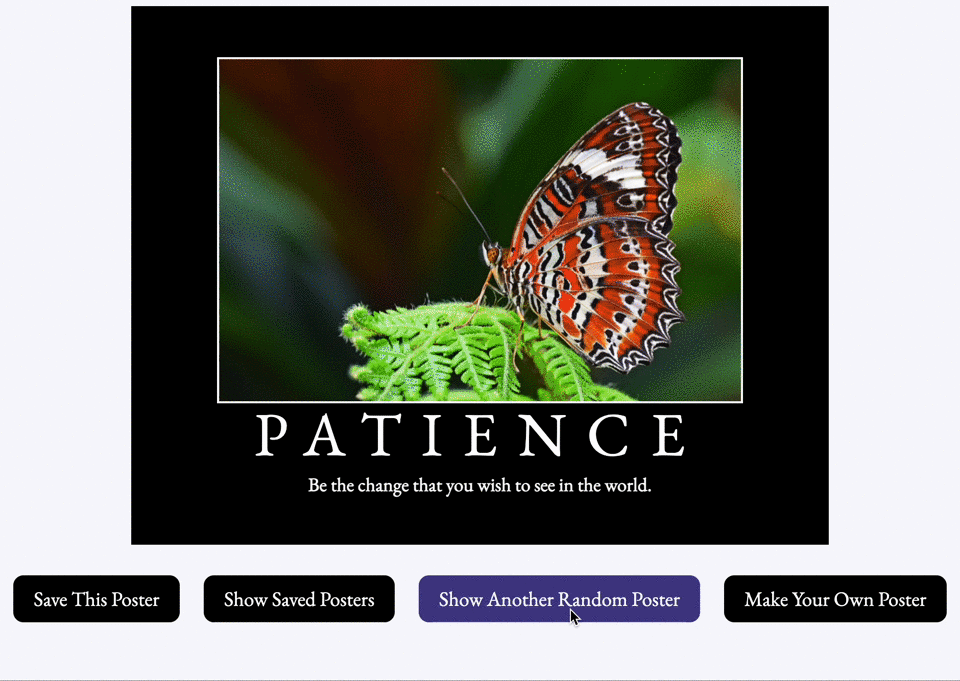 PATIENCE
Be the change that you wish to see in the world.
Save This Poster
Show Saved Posters
Show Another Random Poster
Make Your Own Poster